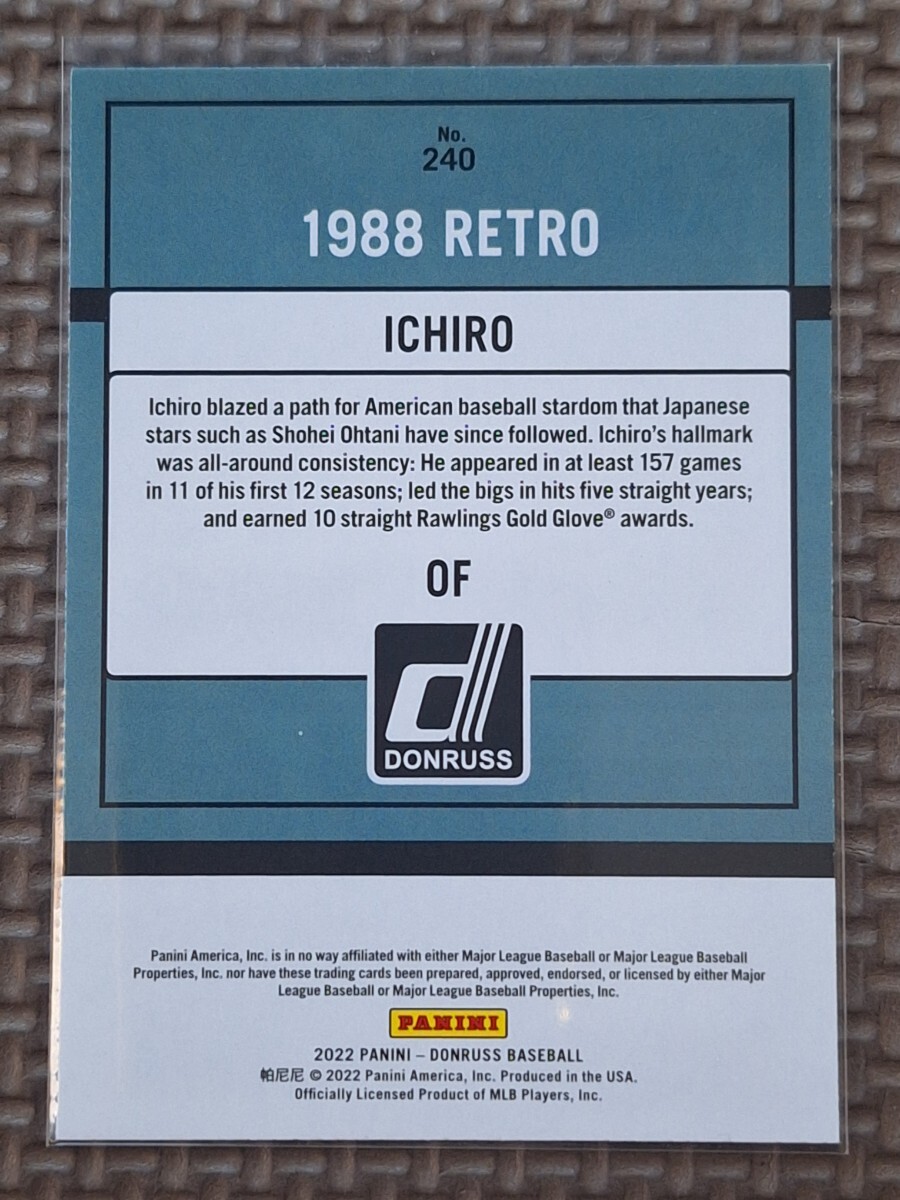 No.
240
1988 RETRO
ICHIRO
Ichiro blazed a path for American baseball stardom that Japanese
stars such as Shohei Ohtani have since followed. Ichiro's hallmark
was all-around consistency: He appeared in at least 157 games
in 11 of his first 12 seasons; led the bigs in hits five straight years;
and earned 10 straight Rawlings Gold Glove® awards.
OF
d
DONRUSS
Panini America, Inc. is in no way affiliated with either Major League Baseball or Major League Baseball
Properties, Inc. nor have these trading cards been prepared, approved, endorsed, or licensed by either Major
League Baseball or Major League Baseball Properties, Inc.
PANINI
2022 PANINI – DONRUSS BASEBALL
帕尼尼 © 2022 Panini America, Inc. Produced in the USA.
Officially Licensed Product of MLB Players, Inc.